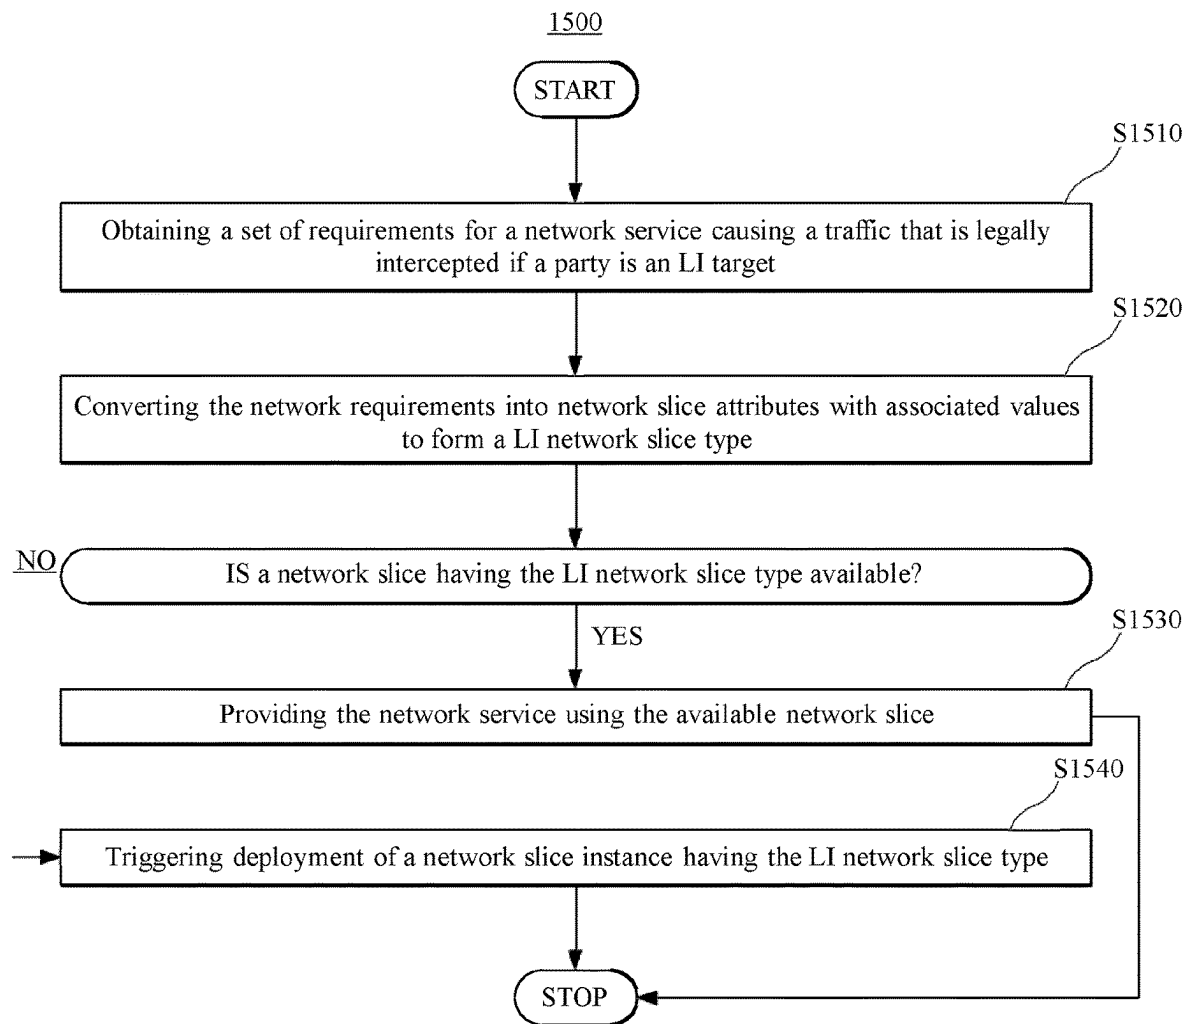 1500
START
S1510
Obtaining a set of requirements for a network service causing a traffic that is legally
intercepted if a party is an LI target
S1520
Converting the network requirements into network slice attributes with associated values
to form a LI network slice type
NO
IS a network slice having the LI network slice type available?
YES
S1530
Providing the network service using the available network slice
S1540
Triggering deployment of a network slice instance having the LI network slice type
STOP